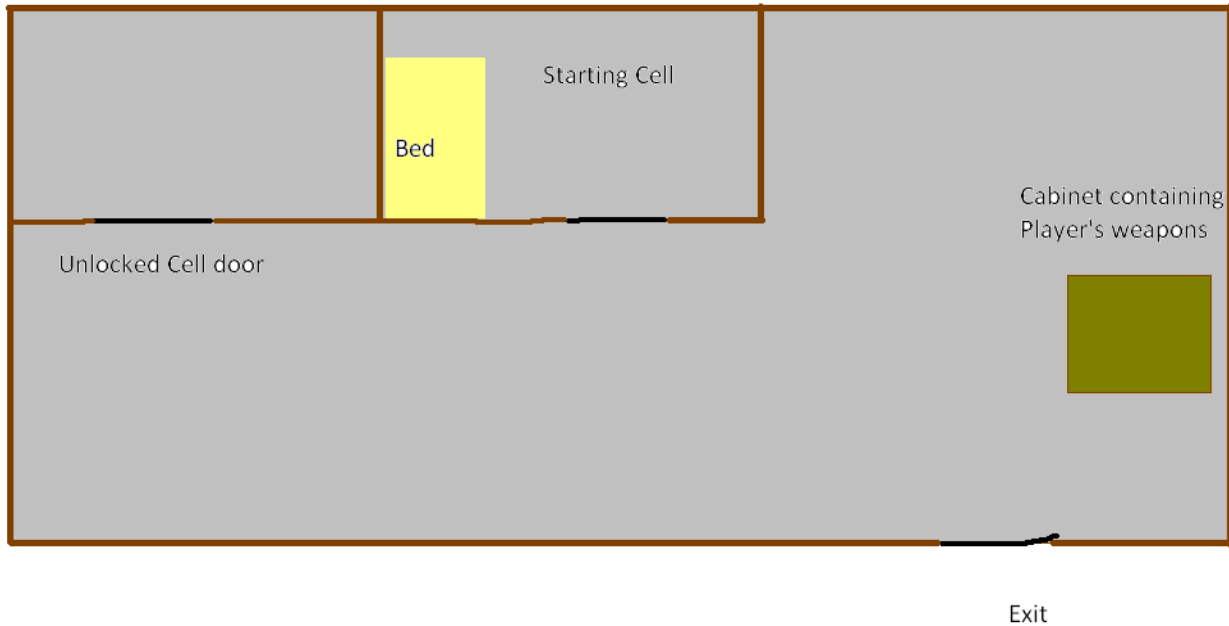 Starting Cell
Bed
Cabinet containing
Player's weapons
Unlocked Cell door
Exit